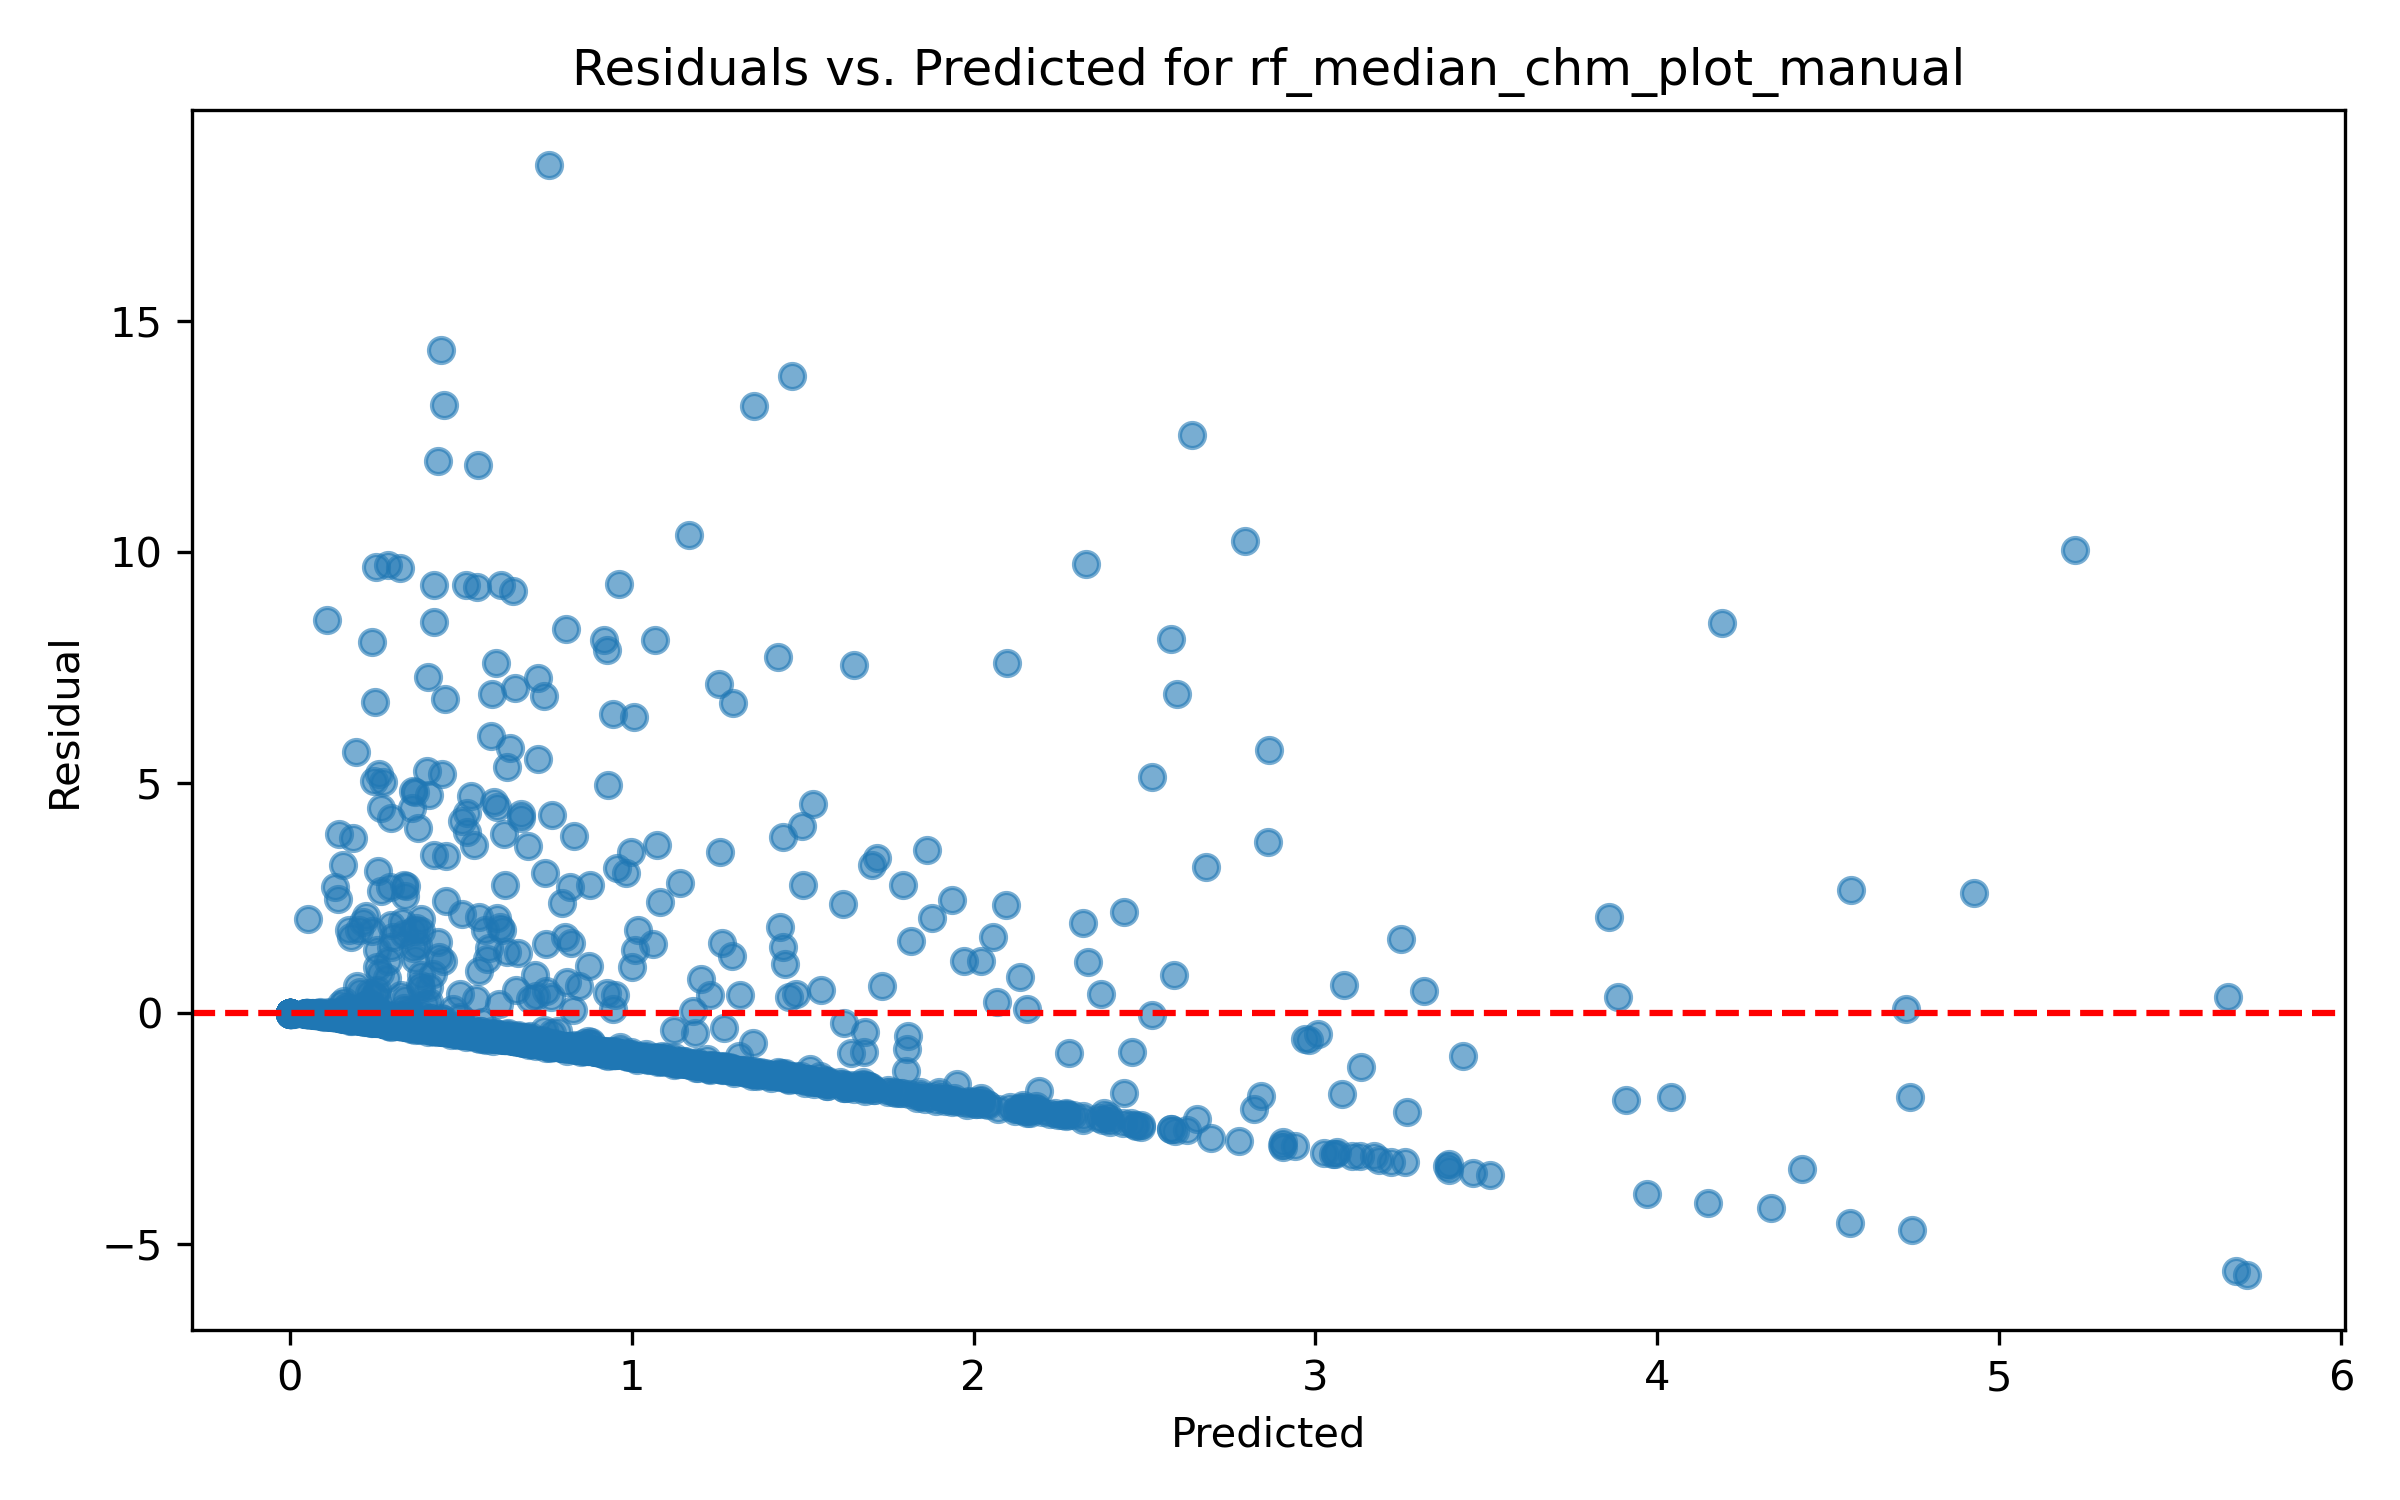 Residuals vs. Predicted for rf_median_chm_plot_manual
Residual
15
10
5
0
−5
0 1 2 3 4 5 6
Predicted